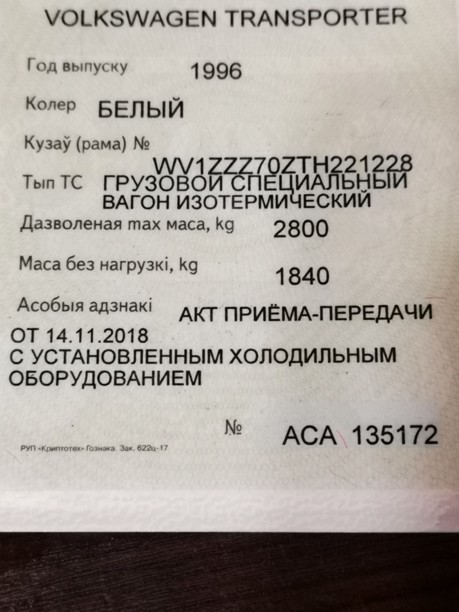 VOLKSWAGEN TRANSPORTER
Год выпуску 1996
Колер БЕЛЫЙ
Кузаў (рама) №
WV1ZZZ70ZTH221228
Тып ТС ГРУЗОВОЙ СПЕЦИАЛЬНЫЙ
ВАГОН ИЗОТЕРМИЧЕСКИЙ
Дазволеная max маса, kg 2800
Маса без нагрузкі, kg 1840
Асобыя адзнакі АКТ ПРИЁМА-ПЕРЕДАЧИ
ОТ 14.11.2018
С УСТАНОВЛЕННЫМ ХОЛОДИЛЬНЫМ
ОБОРУДОВАНИЕМ
№ АСА 135172
РУП «Криптотех» Гознака. Зак. 622ц-17